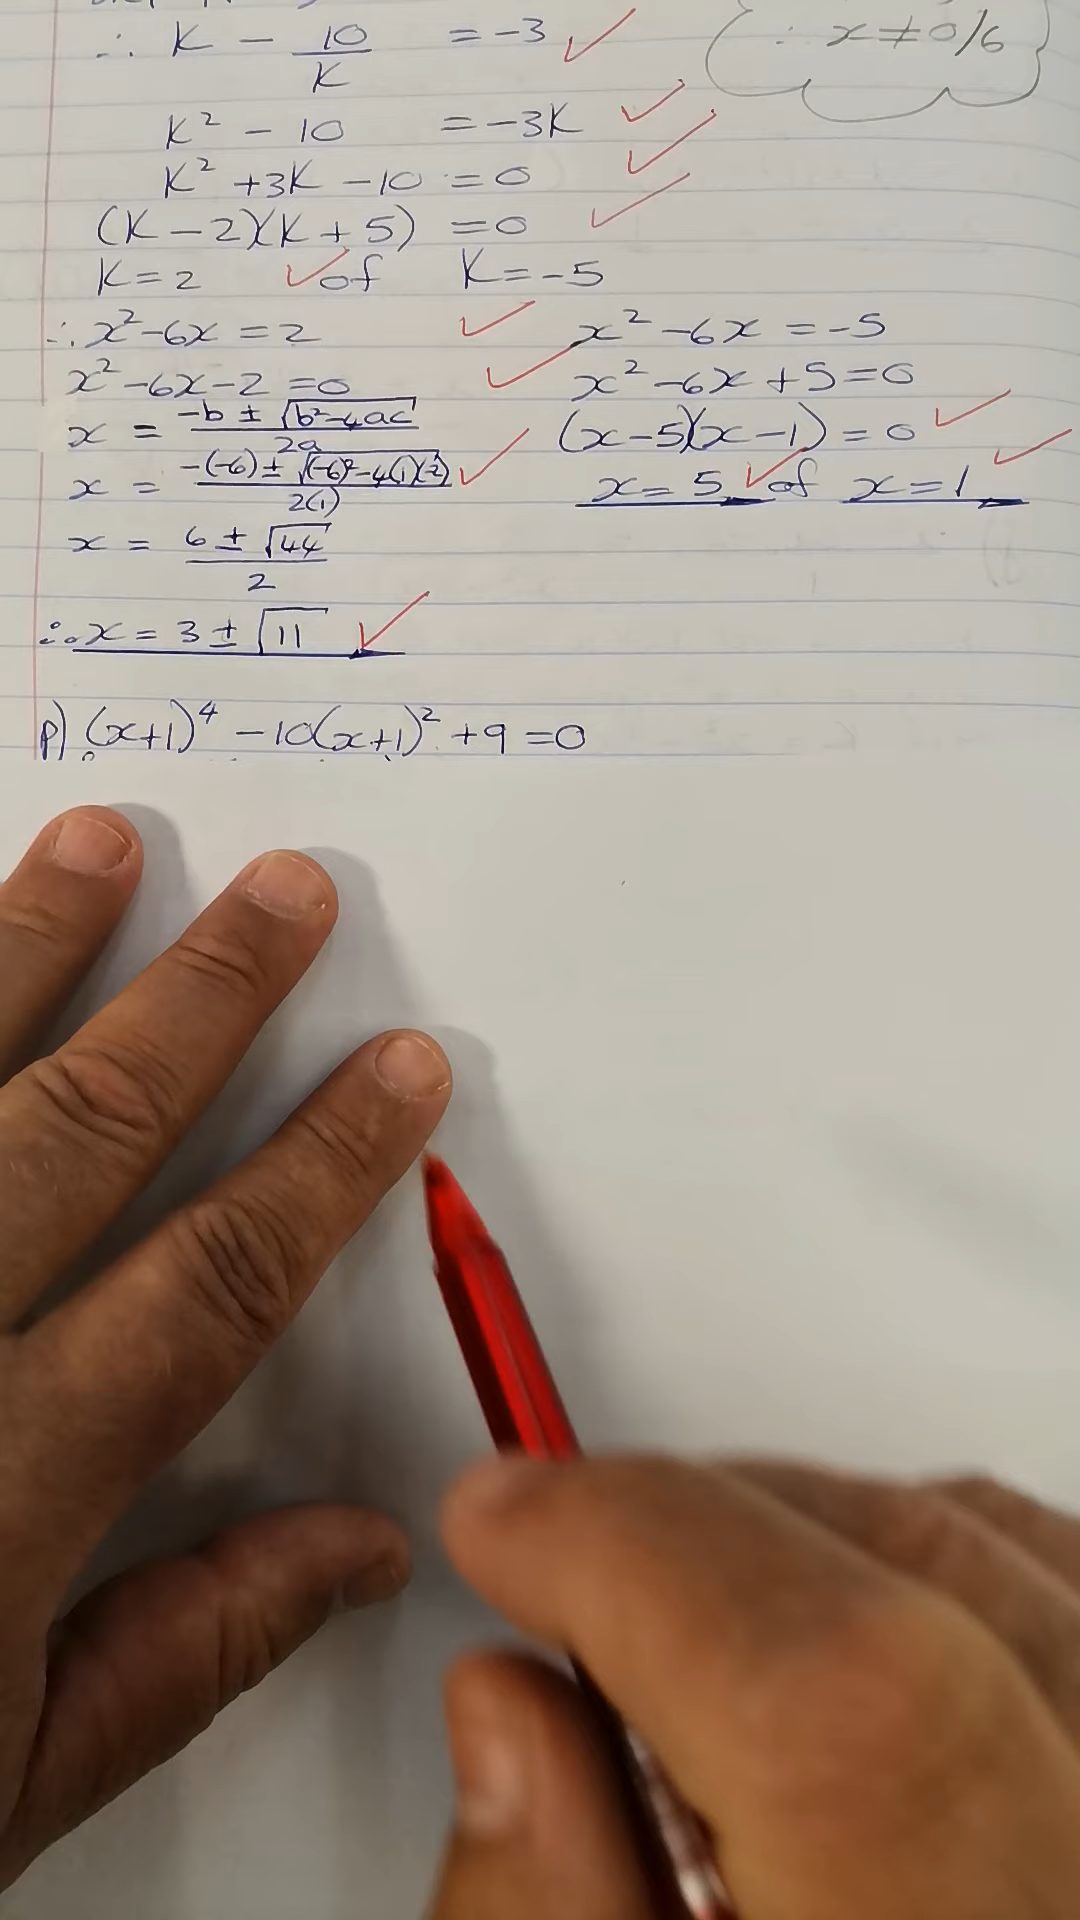 ∴ K - 10/K = -3
∴ x ≠ 0/6
K² - 10 = -3K
K² + 3K - 10 = 0
(K - 2)(K + 5) = 0
K = 2 of K = -5
∴ x² - 6x = 2 x² - 6x = -5
x² - 6x - 2 = 0 x² - 6x + 5 = 0
x = (-b ± √(b² - 4ac))/2a (x - 5)(x - 1) = 0
x = (-(-6) ± √((-6)² - 4(1)(-2)))/2(1) x = 5 of x = 1
x = (6 ± √44)/2
∴ x = 3 ± √11
p) (x+1)⁴ - 10(x+1)² + 9 = 0